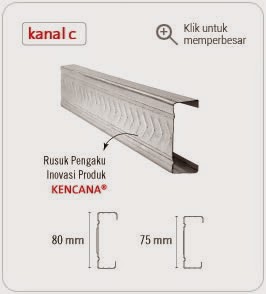 kanal c
Klik untuk
memperbesar
Rusuk Pengaku
Inovasi Produk
KENCANA®
80 mm
75 mm